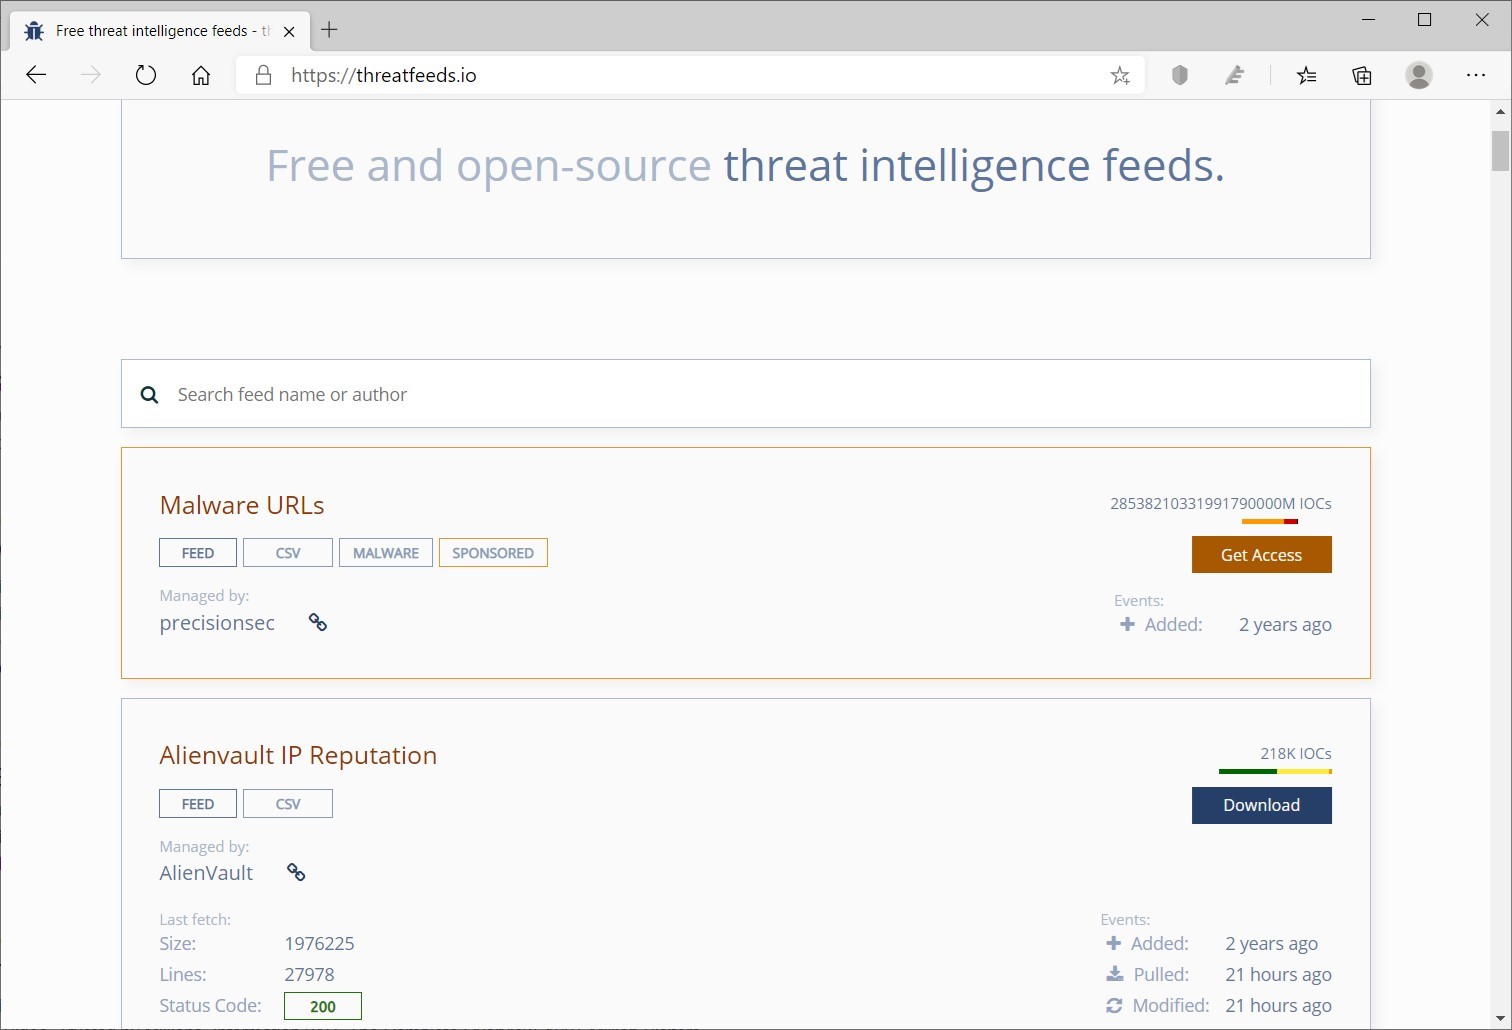 Free threat intelligence feeds - th
https://threatfeeds.io
Free and open-source threat intelligence feeds.
Search feed name or author
Malware URLs
28538210331991790000M IOCs
FEED CSV MALWARE SPONSORED
Get Access
Managed by:
precisionsec
Events:
Added: 2 years ago
Alienvault IP Reputation
218K IOCs
FEED CSV
Download
Managed by:
AlienVault
Last fetch:
Size: 1976225
Lines: 27978
Status Code: 200
Events:
Added: 2 years ago
Pulled: 21 hours ago
Modified: 21 hours ago